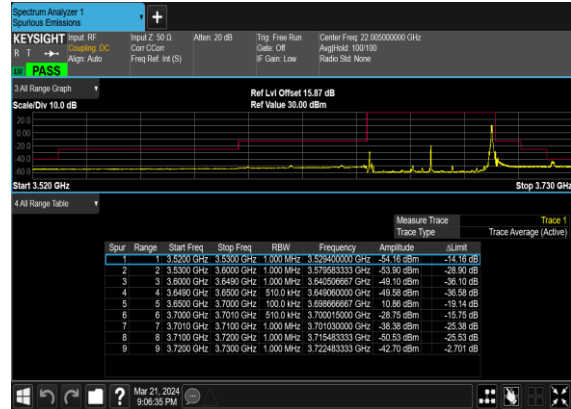 Spectrum Analyzer 1
Spurious Emissions
+
KEYSIGHT Input: RF Input Z: 50 Ω Atten: 20 dB Trig: Free Run Center Freq: 22.005000000 GHz
R T Coupling: DC Corr CCorr Gate: Off Avg|Hold: 100/100
Align: Auto Freq Ref: Int (S) IF Gain: Low Radio Std: None
PASS
3 All Range Graph Ref Lvl Offset 15.87 dB
Scale/Div 10.0 dB Ref Value 30.00 dBm
20.0
0.00
-20.0
-40.0
-60.0
Start 3.520 GHz Stop 3.730 GHz
4 All Range Table
Measure Trace Trace 1
Trace Type Trace Average (Active)
Spur Range Start Freq Stop Freq RBW Frequency Amplitude ΔLimit
1 1 3.5200 GHz 3.5300 GHz 1.000 MHz 3.529400000 GHz -54.16 dBm -14.16 dB
2 2 3.5300 GHz 3.6000 GHz 1.000 MHz 3.579583333 GHz -53.90 dBm -28.90 dB
3 3 3.6000 GHz 3.6490 GHz 1.000 MHz 3.640506667 GHz -49.10 dBm -36.10 dB
4 4 3.6490 GHz 3.6500 GHz 510.0 kHz 3.649060000 GHz -49.58 dBm -36.58 dB
5 5 3.6500 GHz 3.7000 GHz 100.0 kHz 3.698666667 GHz 10.86 dBm -19.14 dB
6 6 3.7000 GHz 3.7010 GHz 510.0 kHz 3.700015000 GHz -28.75 dBm -15.75 dB
7 7 3.7010 GHz 3.7100 GHz 1.000 MHz 3.701030000 GHz -38.38 dBm -25.38 dB
8 8 3.7100 GHz 3.7200 GHz 1.000 MHz 3.715483333 GHz -50.53 dBm -25.53 dB
9 9 3.7200 GHz 3.7300 GHz 1.000 MHz 3.722483333 GHz -42.70 dBm -2.701 dB
? Mar 21, 2024
9:06:35 PM